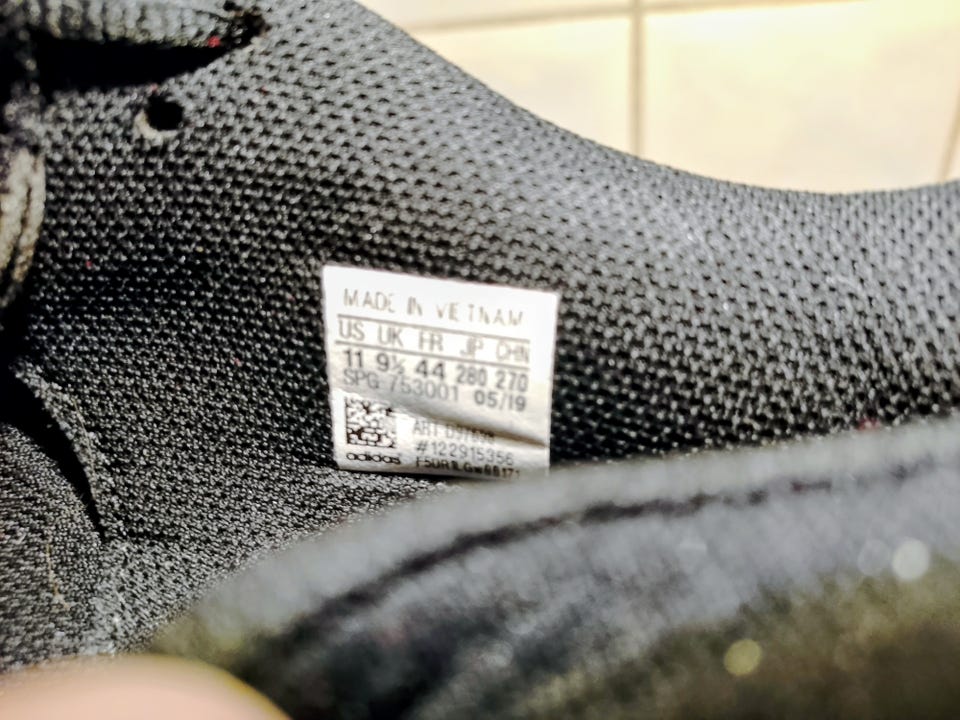 MADE IN VIETNAM
US UK FR JP CHN
11 9½ 44 280 270
SPG 753001 05/19
ART
#122915356
adidas